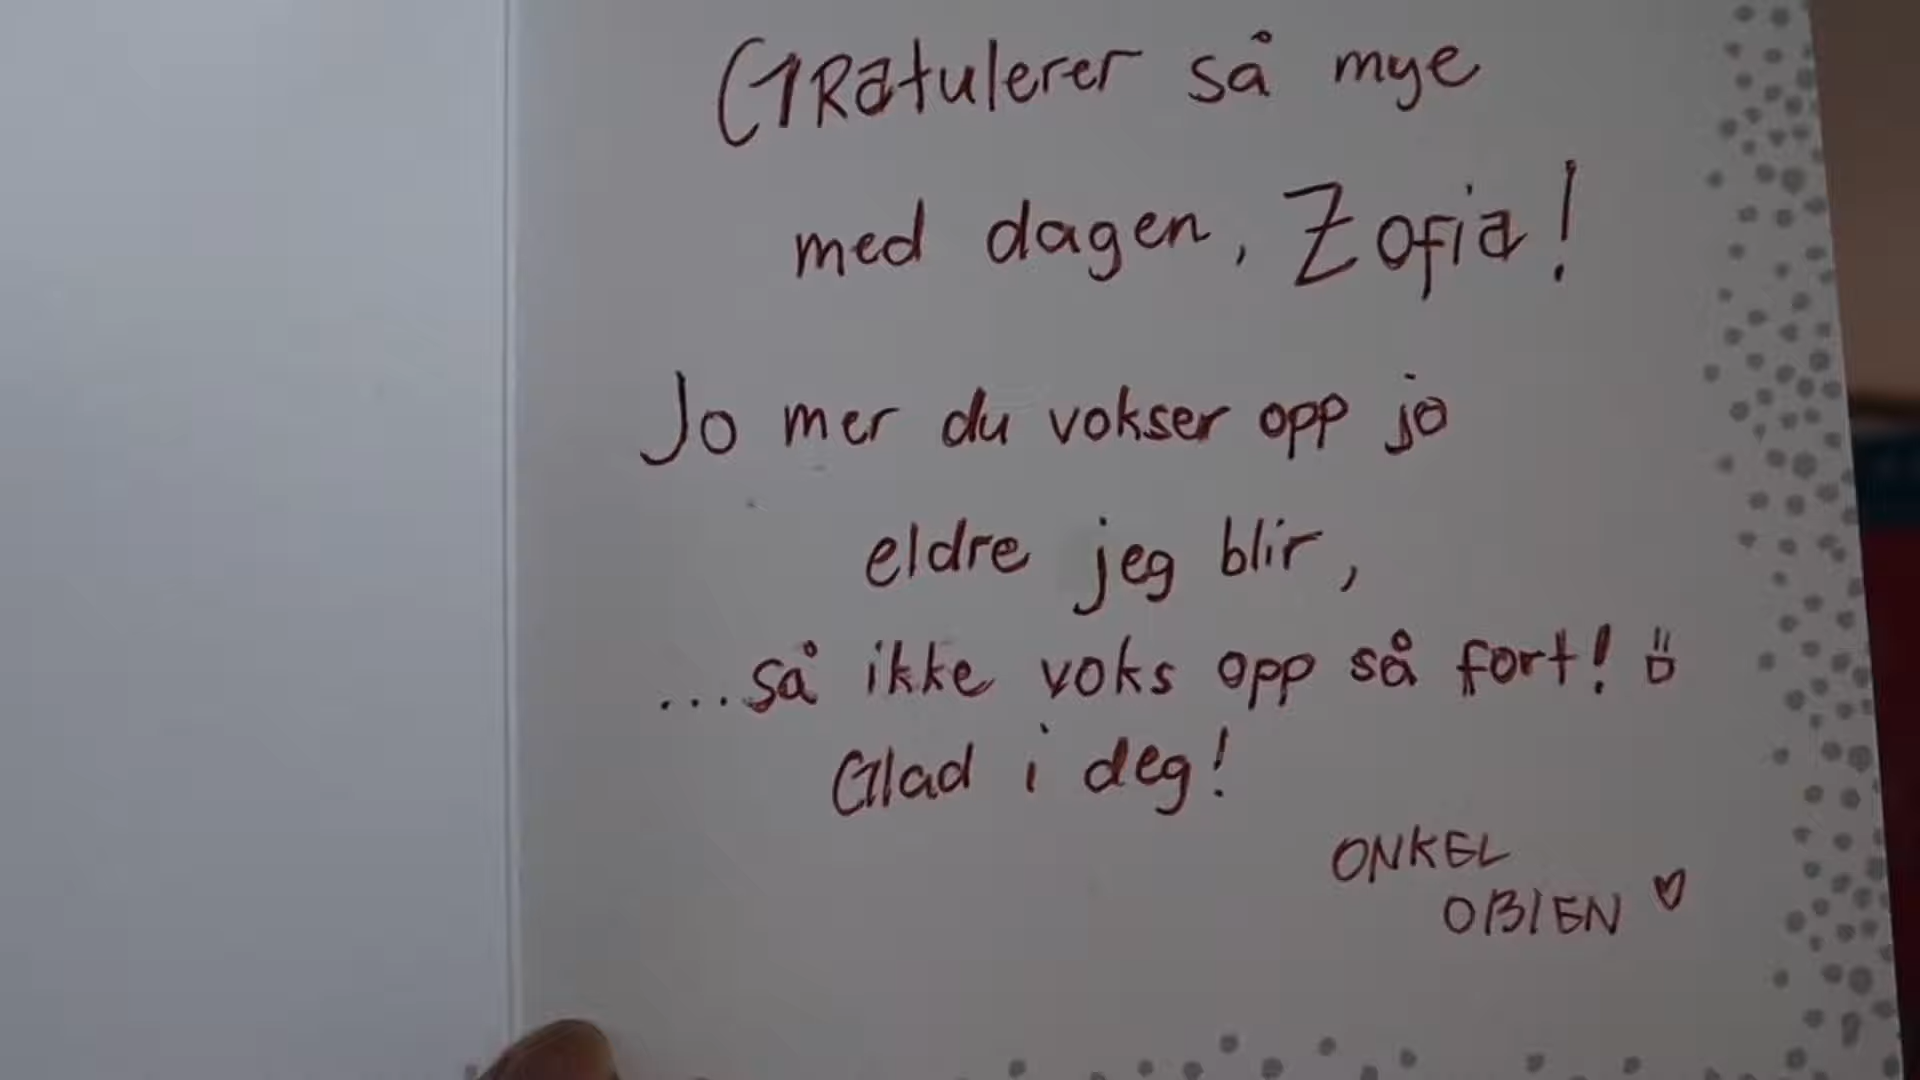 Gratulerer så mye
med dagen, Zofia!
Jo mer du vokser opp jo
eldre jeg blir,
...så ikke voks opp så fort! :D
Glad i deg!
ONKEL
OBIEN ♡